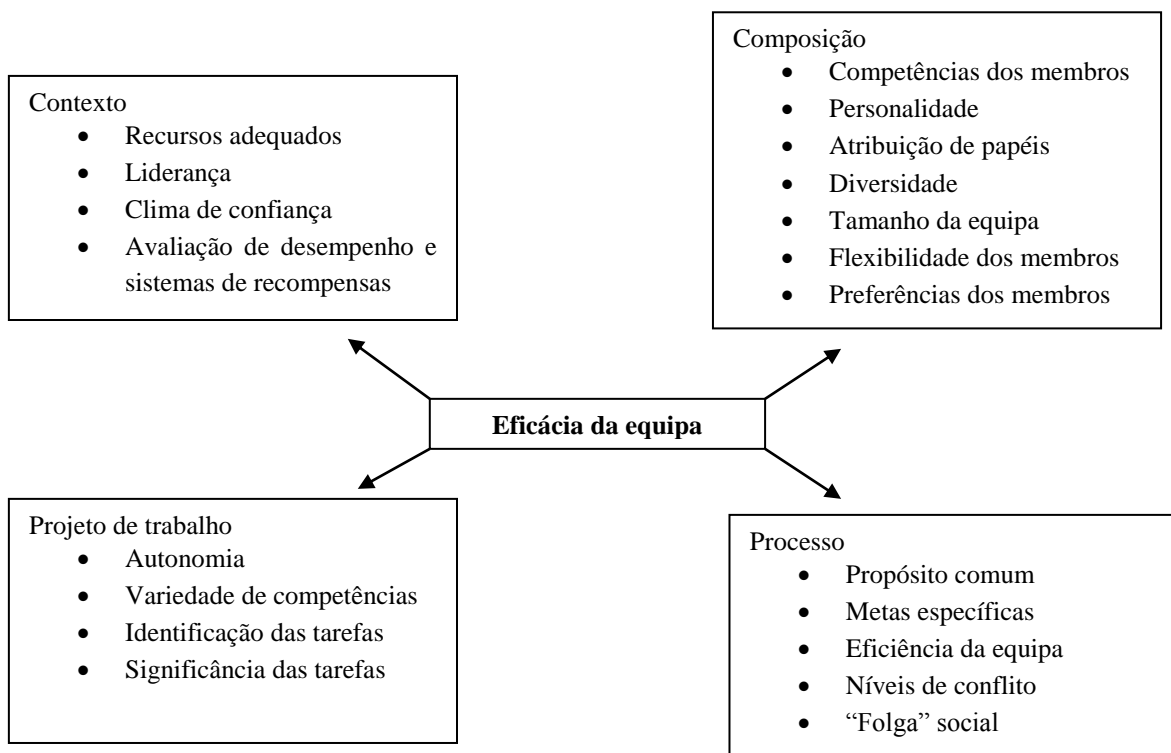 Contexto
• Recursos adequados
• Liderança
• Clima de confiança
• Avaliação de desempenho e
sistemas de recompensas
Composição
• Competências dos membros
• Personalidade
• Atribuição de papéis
• Diversidade
• Tamanho da equipa
• Flexibilidade dos membros
• Preferências dos membros
Eficácia da equipa
Projeto de trabalho
• Autonomia
• Variedade de competências
• Identificação das tarefas
• Significância das tarefas
Processo
• Propósito comum
• Metas específicas
• Eficiência da equipa
• Níveis de conflito
• “Folga” social